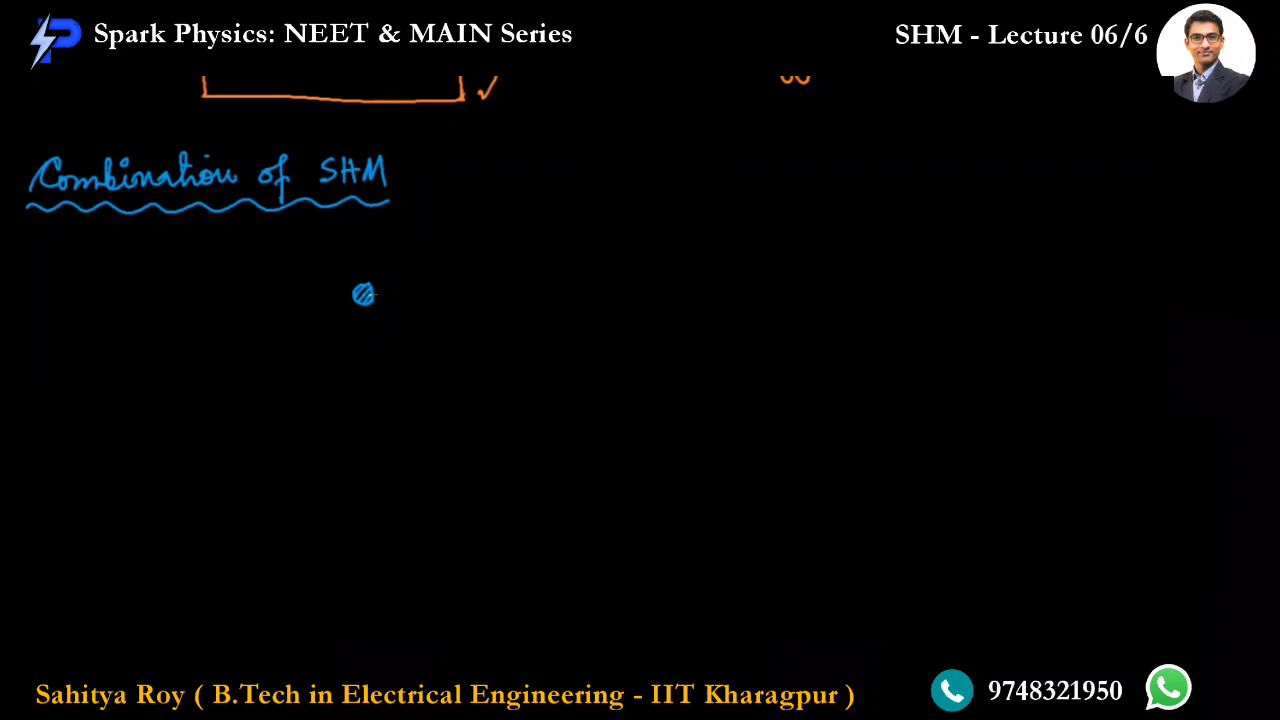 Spark Physics: NEET & MAIN Series
SHM - Lecture 06/6
Combination of SHM
Sahitya Roy ( B.Tech in Electrical Engineering - IIT Kharagpur )
9748321950